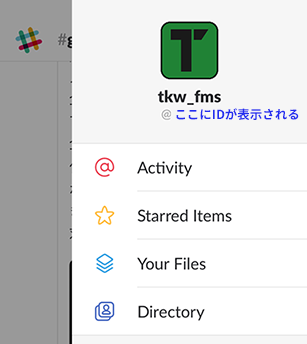 #g
T
tkw_fms
@ ここにIDが表示される
Activity
Starred Items
Your Files
Directory